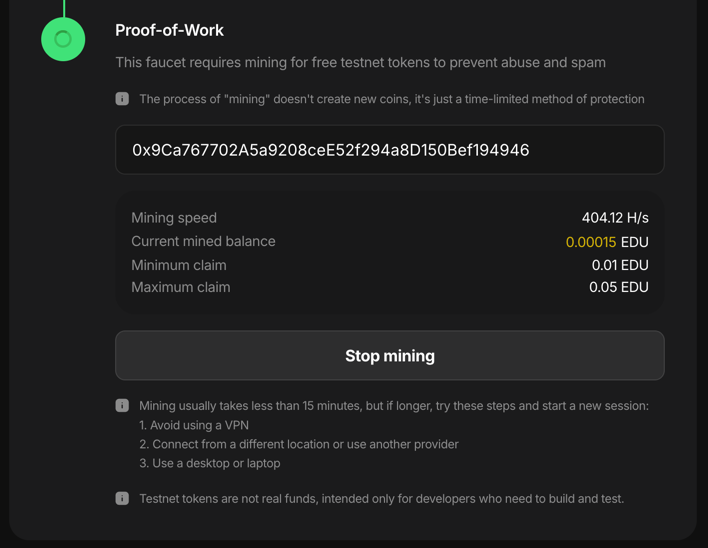 Proof-of-Work
This faucet requires mining for free testnet tokens to prevent abuse and spam
The process of "mining" doesn't create new coins, it's just a time-limited method of protection
0x9Ca767702A5a9208ceE52f294a8D150Bef194946
Mining speed 404.12 H/s
Current mined balance 0.00015 EDU
Minimum claim 0.01 EDU
Maximum claim 0.05 EDU
Stop mining
Mining usually takes less than 15 minutes, but if longer, try these steps and start a new session:
1. Avoid using a VPN
2. Connect from a different location or use another provider
3. Use a desktop or laptop
Testnet tokens are not real funds, intended only for developers who need to build and test.